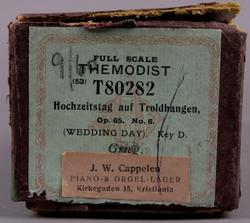 FULL SCALE
THEMODIST
(53) T80282
Hochzeitstag auf Troldhaugen,
Op. 65. No. 6.
(WEDDING DAY) Key D.
Grieg.
J. W. Cappelen
PIANO- & ORGEL-LAGER
Kirkegaden 15, Kristiania